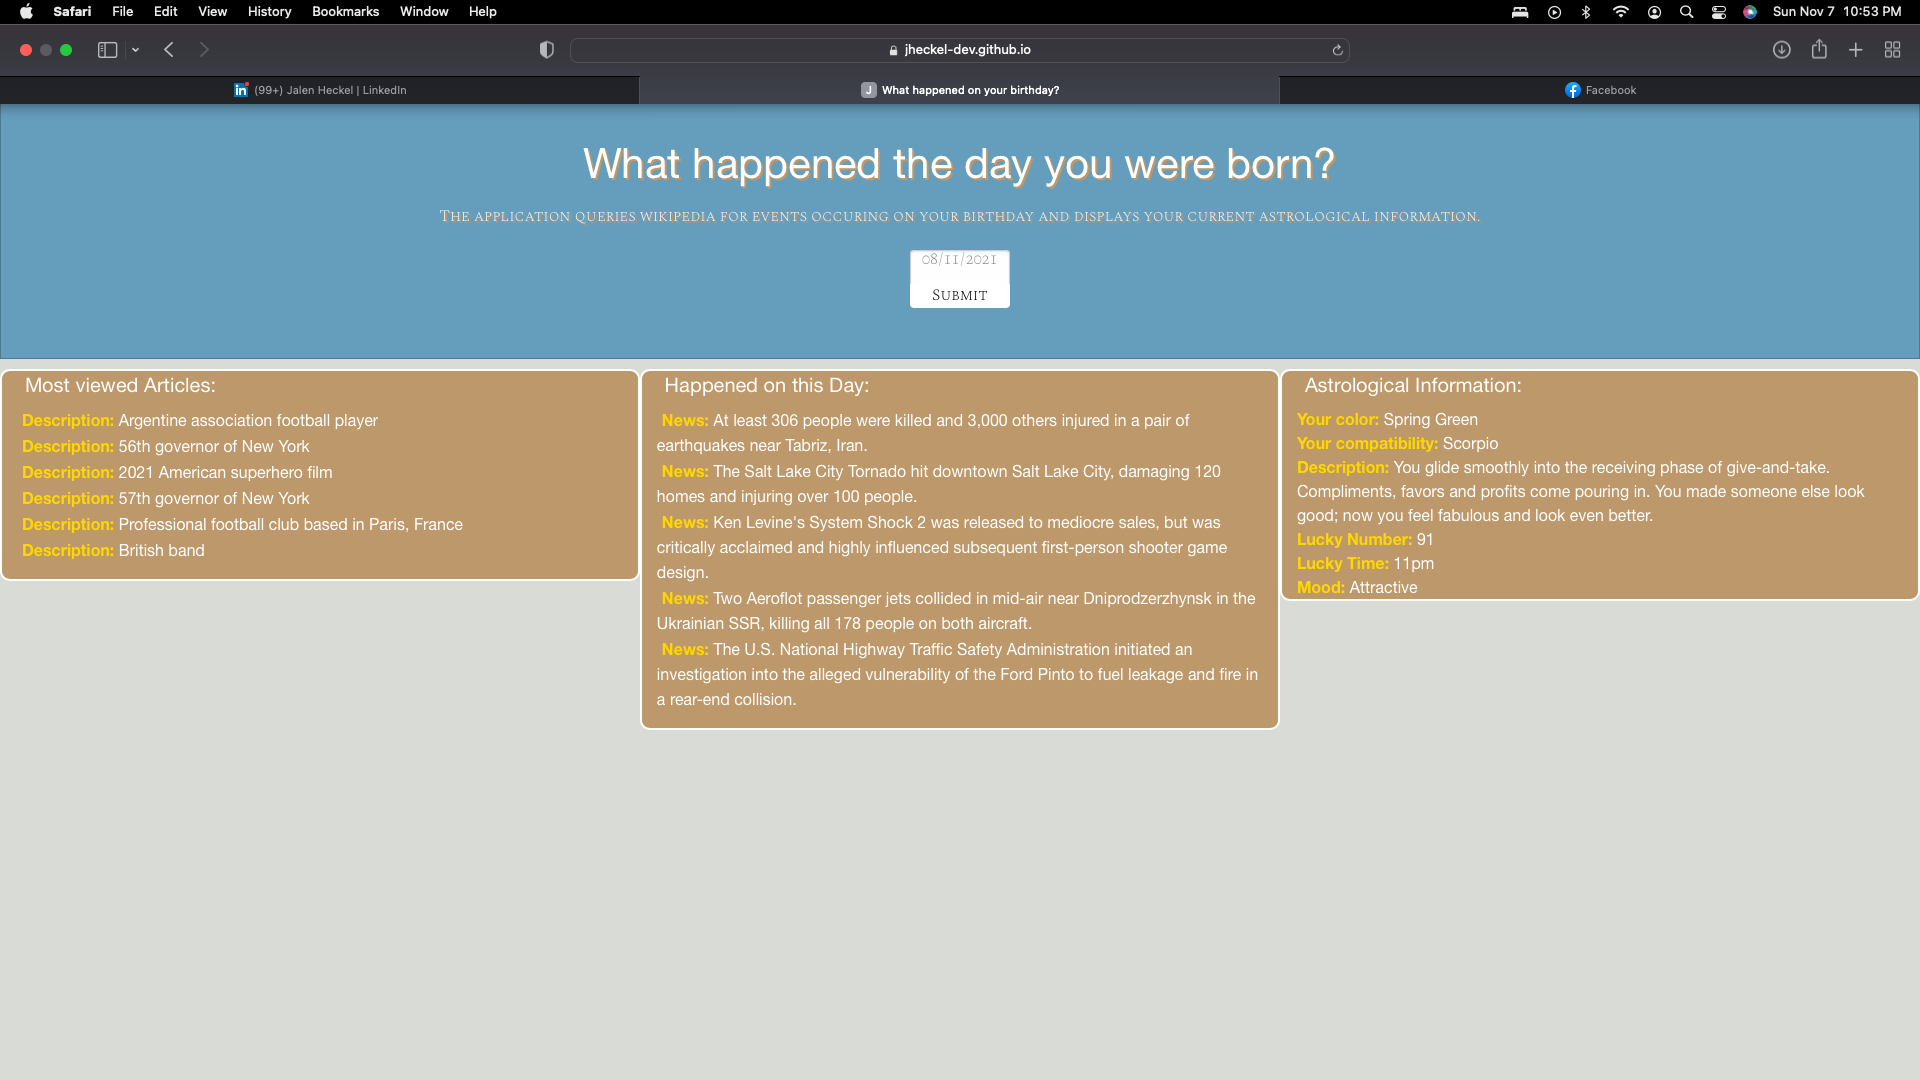 Safari File Edit View History Bookmarks Window Help Sun Nov 7 10:53 PM
jheckel-dev.github.io
(99+) Jalen Heckel | LinkedIn
J What happened on your birthday?
Facebook
What happened the day you were born?
The application queries wikipedia for events occuring on your birthday and displays your current astrological information.
08/11/2021
Submit
Most viewed Articles:
Description: Argentine association football player
Description: 56th governor of New York
Description: 2021 American superhero film
Description: 57th governor of New York
Description: Professional football club based in Paris, France
Description: British band
Happened on this Day:
News: At least 306 people were killed and 3,000 others injured in a pair of
earthquakes near Tabriz, Iran.
News: The Salt Lake City Tornado hit downtown Salt Lake City, damaging 120
homes and injuring over 100 people.
News: Ken Levine's System Shock 2 was released to mediocre sales, but was
critically acclaimed and highly influenced subsequent first-person shooter game
design.
News: Two Aeroflot passenger jets collided in mid-air near Dniprodzerzhynsk in the
Ukrainian SSR, killing all 178 people on both aircraft.
News: The U.S. National Highway Traffic Safety Administration initiated an
investigation into the alleged vulnerability of the Ford Pinto to fuel leakage and fire in
a rear-end collision.
Astrological Information:
Your color: Spring Green
Your compatibility: Scorpio
Description: You glide smoothly into the receiving phase of give-and-take.
Compliments, favors and profits come pouring in. You made someone else look
good; now you feel fabulous and look even better.
Lucky Number: 91
Lucky Time: 11pm
Mood: Attractive